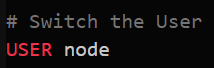 # Switch the User
USER node